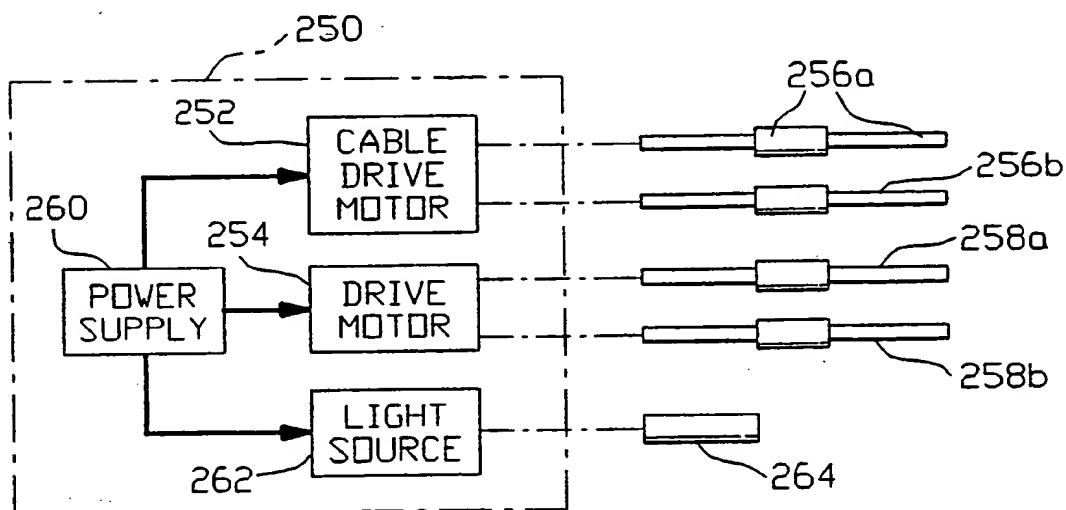 250
252
CABLE
DRIVE
MOTOR
256a
256b
260
254
POWER
SUPPLY
DRIVE
MOTOR
258a
258b
LIGHT
SOURCE
262
264